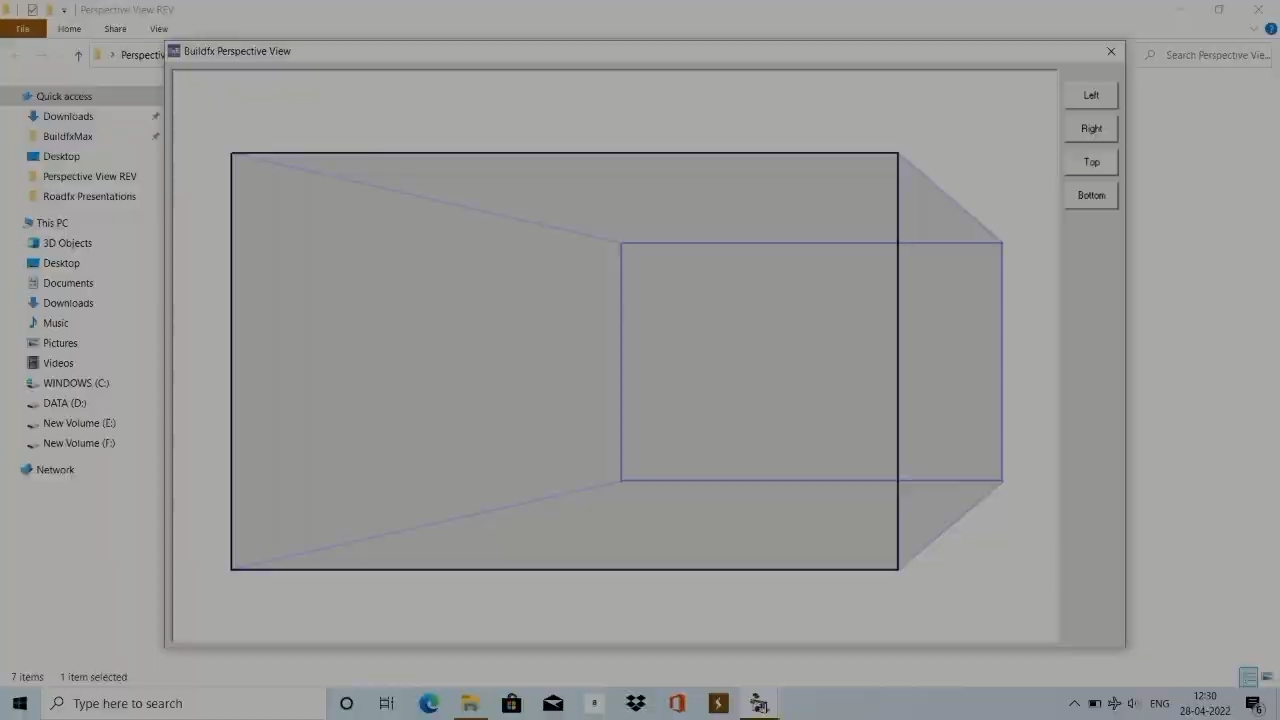 Perspective View REV
File
Home
Share
View
Perspectiv
Search Perspective Vie...
Buildfx Perspective View
Left
Right
Top
Bottom
Quick access
Downloads
BuildfxMax
Desktop
Perspective View REV
Roadfx Presentations
This PC
3D Objects
Desktop
Documents
Downloads
Music
Pictures
Videos
WINDOWS (C:)
DATA (D:)
New Volume (E:)
New Volume (F:)
Network
7 items
1 item selected
Type here to search
ENG
12:30
28-04-2022
6